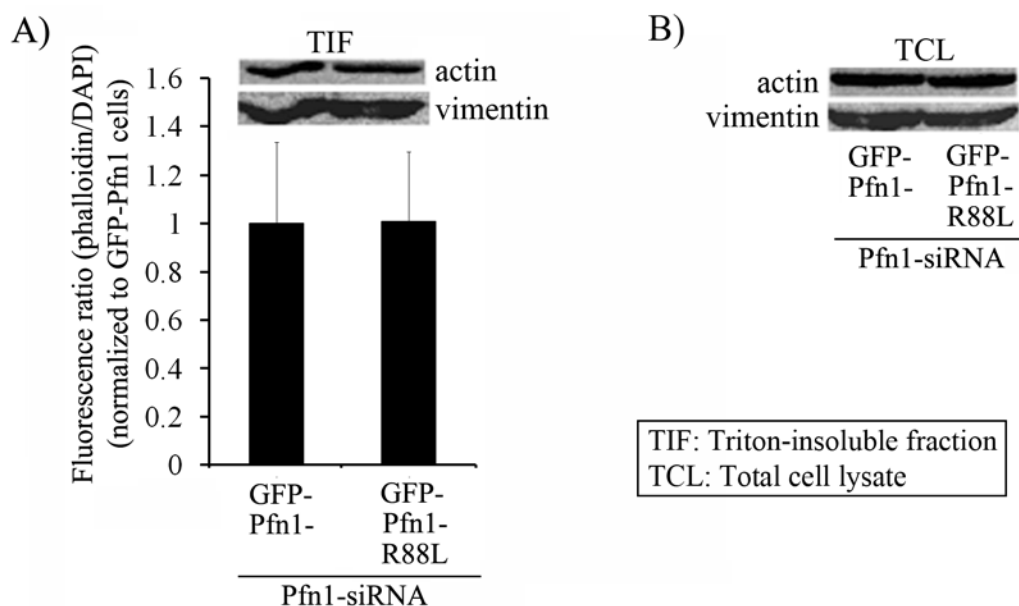 A)
TIF
actin
vimentin
Fluorescence ratio (phalloidin/DAPI)
(normalized to GFP-Pfn1 cells)
1.6
1.4
1.2
1
0.8
0.6
0.4
0.2
0
GFP-
Pfn1-
GFP-
Pfn1-
R88L
Pfn1-siRNA
B)
TCL
actin
vimentin
GFP-
Pfn1-
GFP-
Pfn1-
R88L
Pfn1-siRNA
TIF: Triton-insoluble fraction
TCL: Total cell lysate